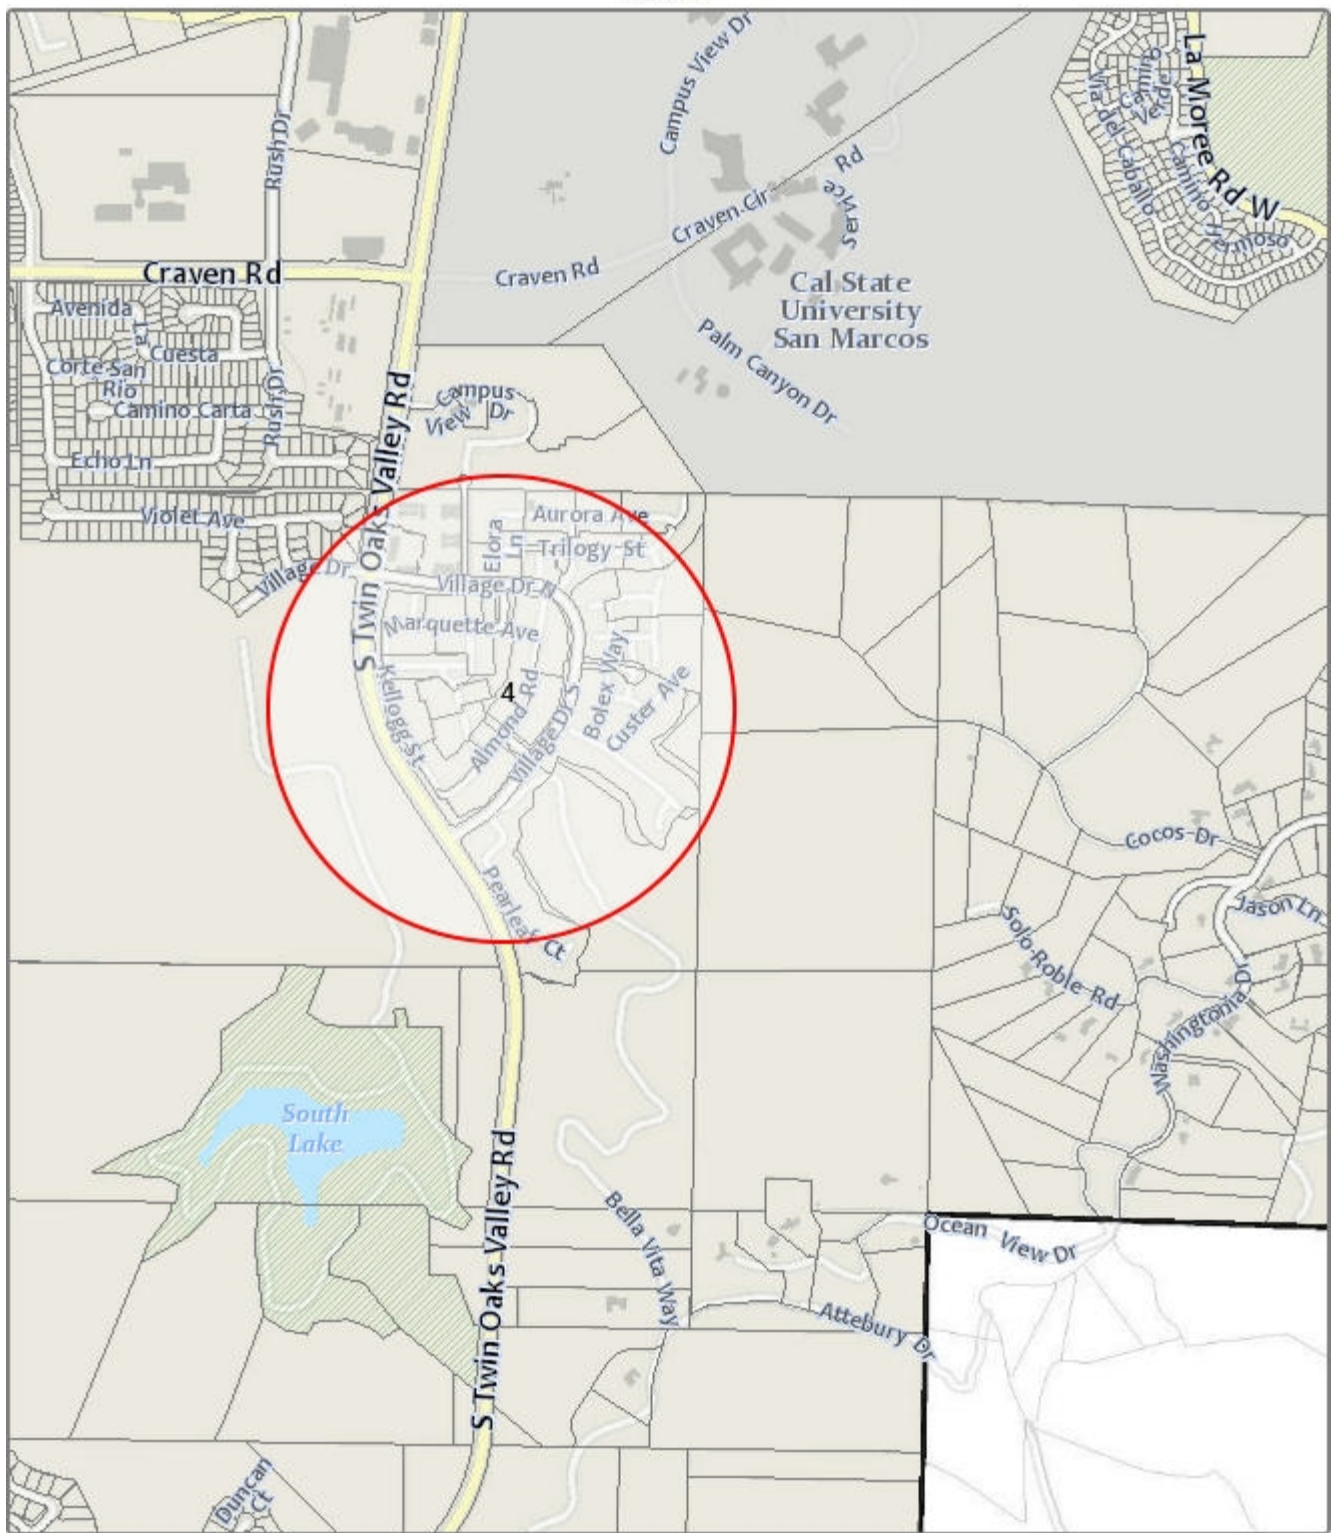 Campus View Dr
La Moree Rd W
Camino
Verde
Via del Caballo
Rush Dr
Camino Hermoso
Craven Cir
Service
Rd
Craven Rd
Craven Rd
Cal State
University
San Marcos
Avenida
La
Cuesta
Corte San
Rio
Camino Carta
Rush Dr
Palm Canyon Dr
Campus
View Dr
Echo Ln
Violet Ave
S Twin Oaks Valley Rd
Aurora Ave
Elora
Ln
Trilogy St
Village Dr
Village Dr N
Marquette Ave
Kellogg St
4
Almond Rd
Village Dr S
Bolex Way
Custer Ave
Pearleaf Ct
Cocos Dr
Jason Ln
Solo Roble Rd
Washingtonia Dr
South
Lake
S Twin Oaks Valley Rd
Bella Vita Way
Ocean View Dr
Attebury Dr
Duncan
Ct